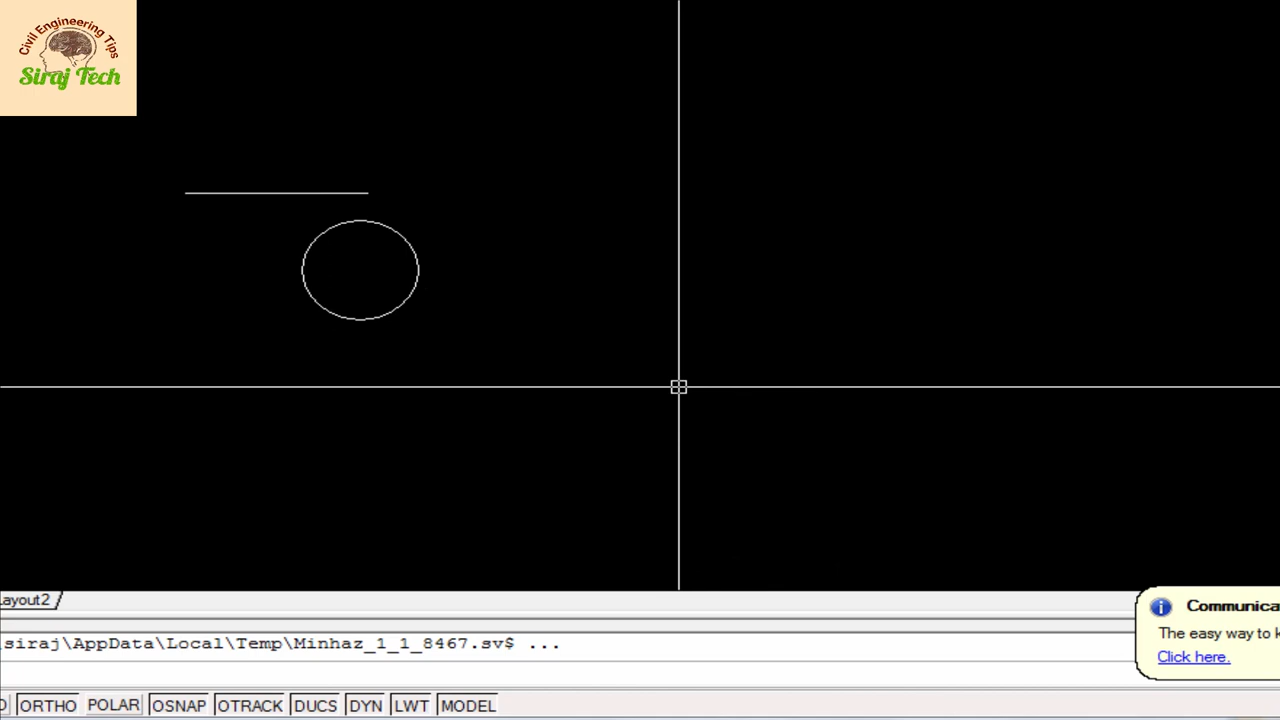 Civil Engineering Tips
Siraj Tech
Layout2
\siraj\AppData\Local\Temp\Minhaz_1_1_8467.sv$ ...
Communica
The easy way to k
Click here.
ORTHO POLAR OSNAP OTRACK DUCS DYN LWT MODEL